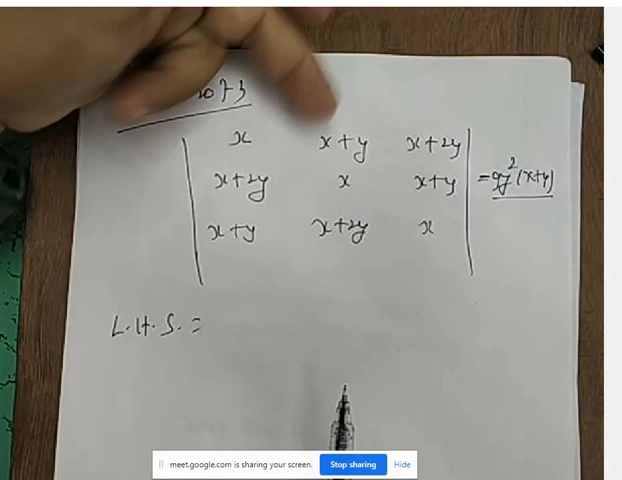 x x+y x+2y
x+2y x x+y = 9y²(x+y)
x+y x+2y x
L.H.S. =
meet.google.com is sharing your screen. Stop sharing Hide